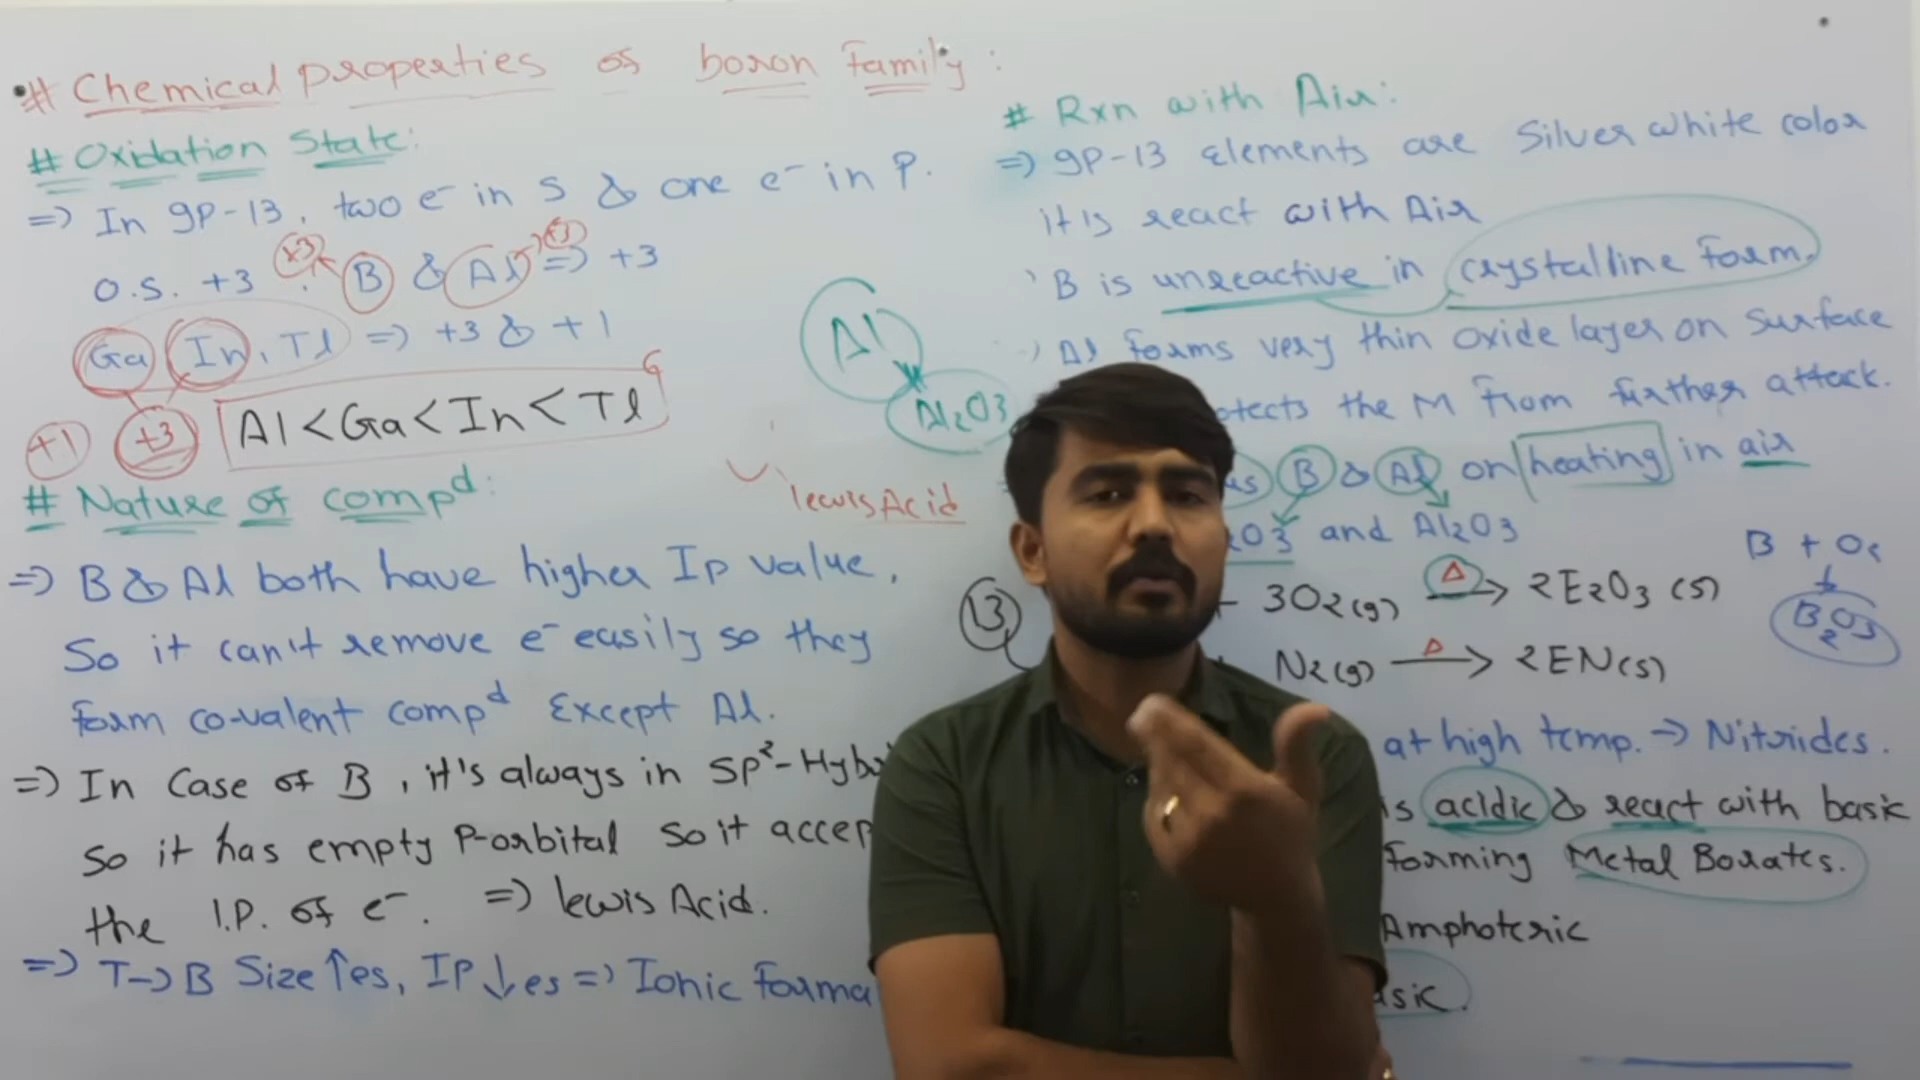 # Chemical properties of boron Family:
# Oxidation State:
=> In gp-13, two e⁻ in S & one e⁻ in P.
O.S. +3 +3 B & Al +3 => +3
Ga, In, Tl => +3 & +1
+1 +3 Al < Ga < In < Tl
# Nature of compd:
lewis Acid
=> B & Al both have higher Ip value,
So it can't remove e⁻ easily so they
form co-valent compd Except Al.
=> In Case of B, it's always in SP²-Hyb
so it has empty P-orbital so it accep
the l.P. of e⁻. => lewis Acid.
=> T->B Size ↑es, IP ↓es => Ionic forma
Al
Al2O3
# Rxn with Air:
=> gp-13 Elements are Silver white color
it is react with Air
B is unreactive in crystalline form.
Al forms very thin oxide layer on surface
otects the M from further attack.
us B & Al on heating in air
2O3 and Al2O3
B + O2
B2O3
13
+ 3O2(g) Δ-> 2E2O3 (s)
+ N2(g) Δ-> 2EN(s)
at high temp. -> Nitrides.
is acidic & react with basic
forming Metal Borates.
Amphoteric
asic.